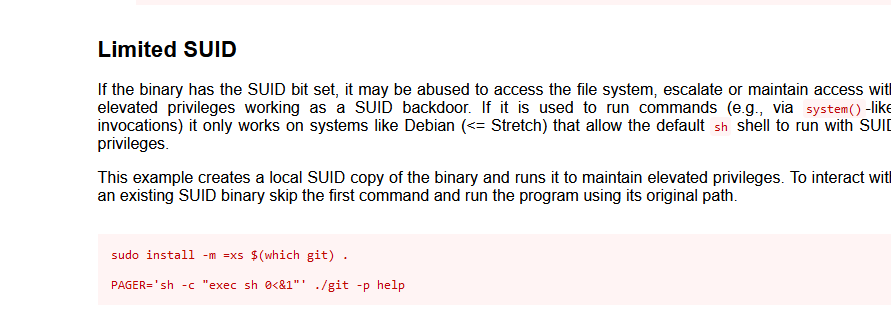 Limited SUID
If the binary has the SUID bit set, it may be abused to access the file system, escalate or maintain access wit
elevated privileges working as a SUID backdoor. If it is used to run commands (e.g., via system()-like
invocations) it only works on systems like Debian (<= Stretch) that allow the default sh shell to run with SUID
privileges.
This example creates a local SUID copy of the binary and runs it to maintain elevated privileges. To interact wit
an existing SUID binary skip the first command and run the program using its original path.
sudo install -m =xs $(which git) .
PAGER='sh -c "exec sh 0<&1"' ./git -p help